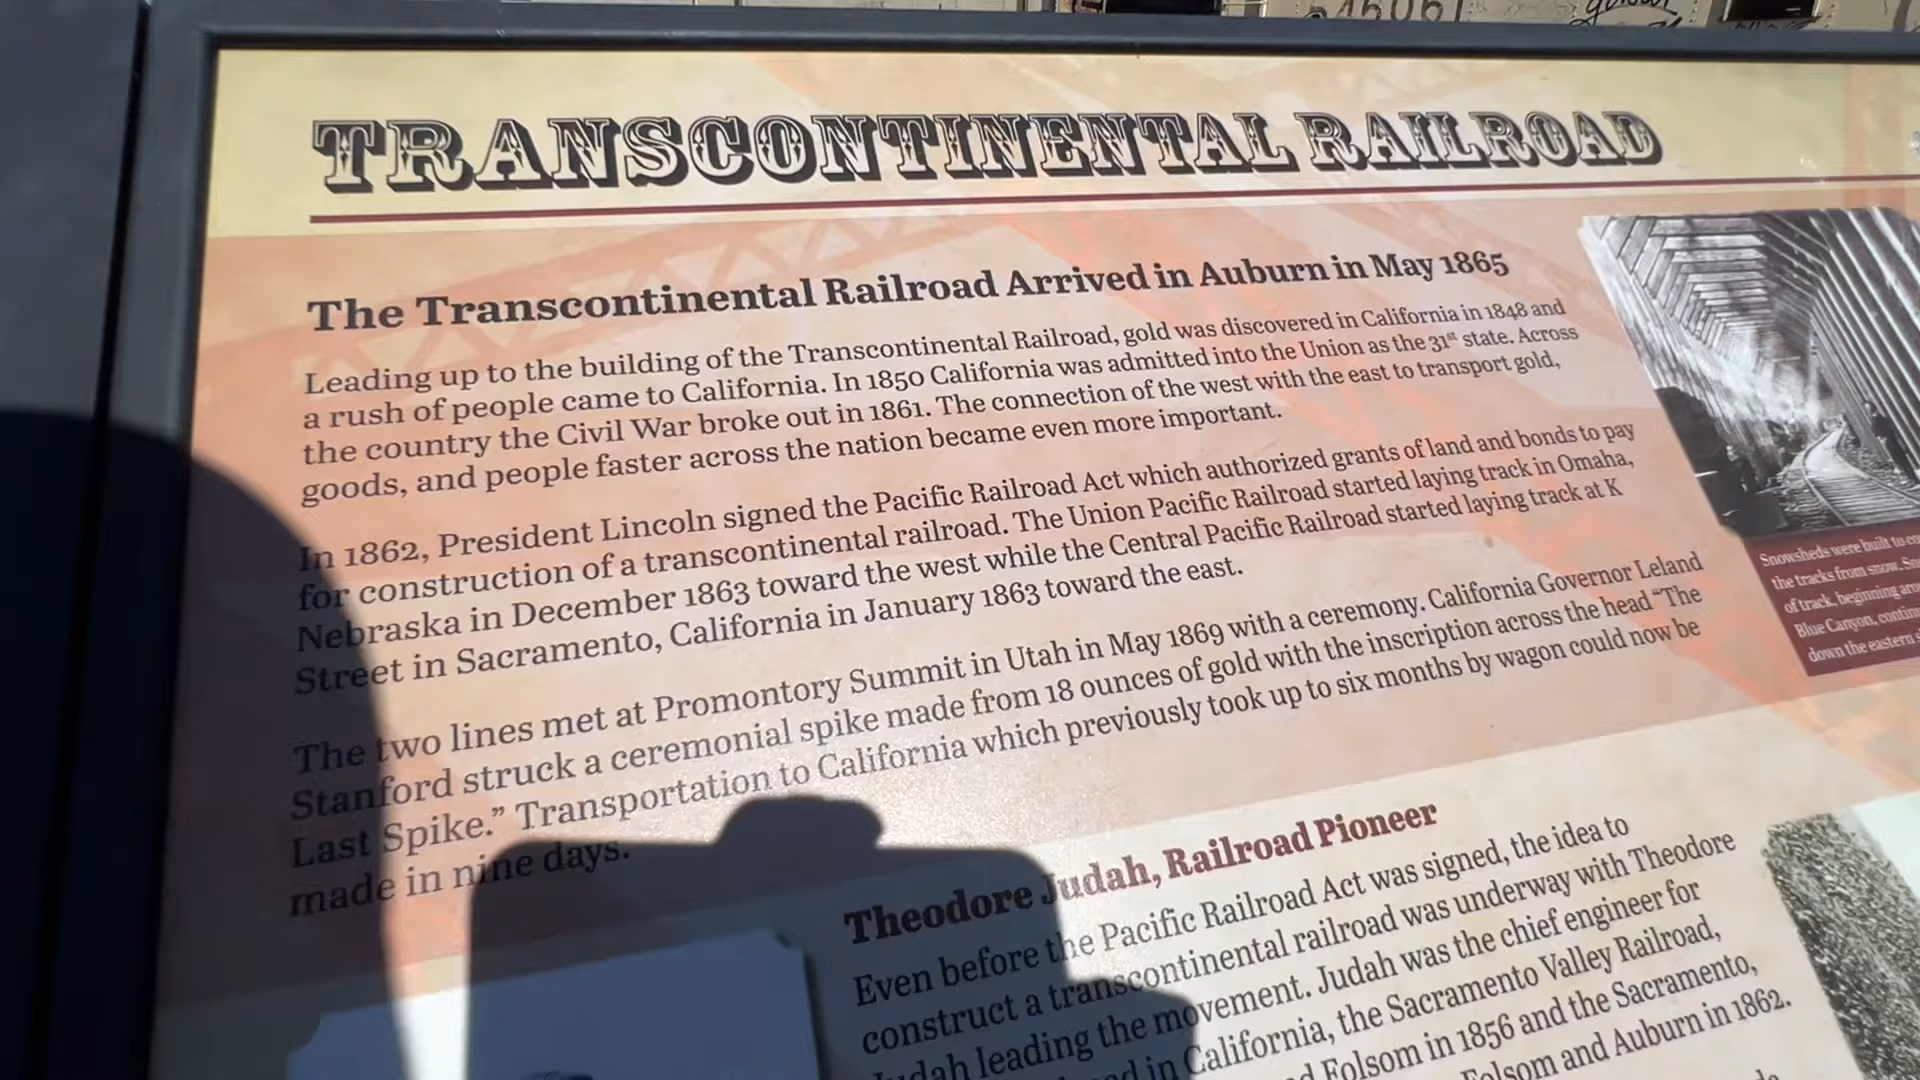 TRANSCONTINENTAL RAILROAD
The Transcontinental Railroad Arrived in Auburn in May 1865
Leading up to the building of the Transcontinental Railroad, gold was discovered in California in 1848 and
a rush of people came to California. In 1850 California was admitted into the Union as the 31st state. Across
the country the Civil War broke out in 1861. The connection of the west with the east to transport gold,
goods, and people faster across the nation became even more important.
In 1862, President Lincoln signed the Pacific Railroad Act which authorized grants of land and bonds to pay
for construction of a transcontinental railroad. The Union Pacific Railroad started laying track in Omaha,
Nebraska in December 1863 toward the west while the Central Pacific Railroad started laying track at K
Street in Sacramento, California in January 1863 toward the east.
The two lines met at Promontory Summit in Utah in May 1869 with a ceremony. California Governor Leland
Stanford struck a ceremonial spike made from 18 ounces of gold with the inscription across the head “The
Last Spike.” Transportation to California which previously took up to six months by wagon could now be
made in nine days.
Snowsheds were built to
the tracks from snow.
of track, beginning
Blue Canyon,
down the eastern
Theodore Judah, Railroad Pioneer
Even before the Pacific Railroad Act was signed, the idea to
construct a transcontinental railroad was underway with Theodore
Judah leading the movement. Judah was the chief engineer for
in California, the Sacramento Valley Railroad,
Folsom in 1856 and the Sacramento,
Folsom and Auburn in 1862.